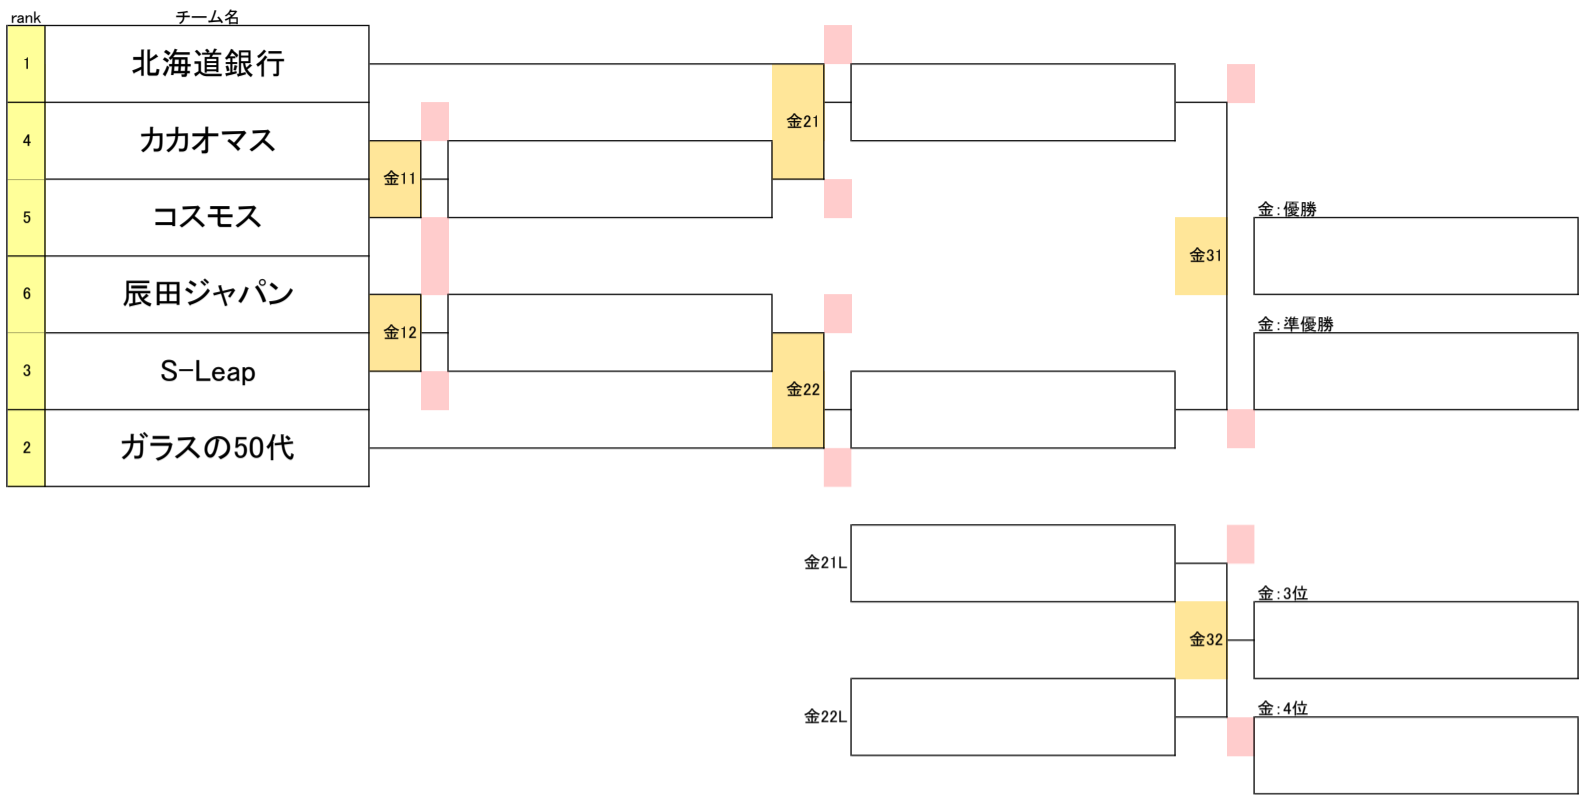 rank チーム名
1 北海道銀行
4 カカオマス
5 コスモス
6 辰田ジャパン
3 S-Leap
2 ガラスの50代
金11
金12
金21
金22
金31
金:優勝
金:準優勝
金21L
金22L
金32
金:3位
金:4位